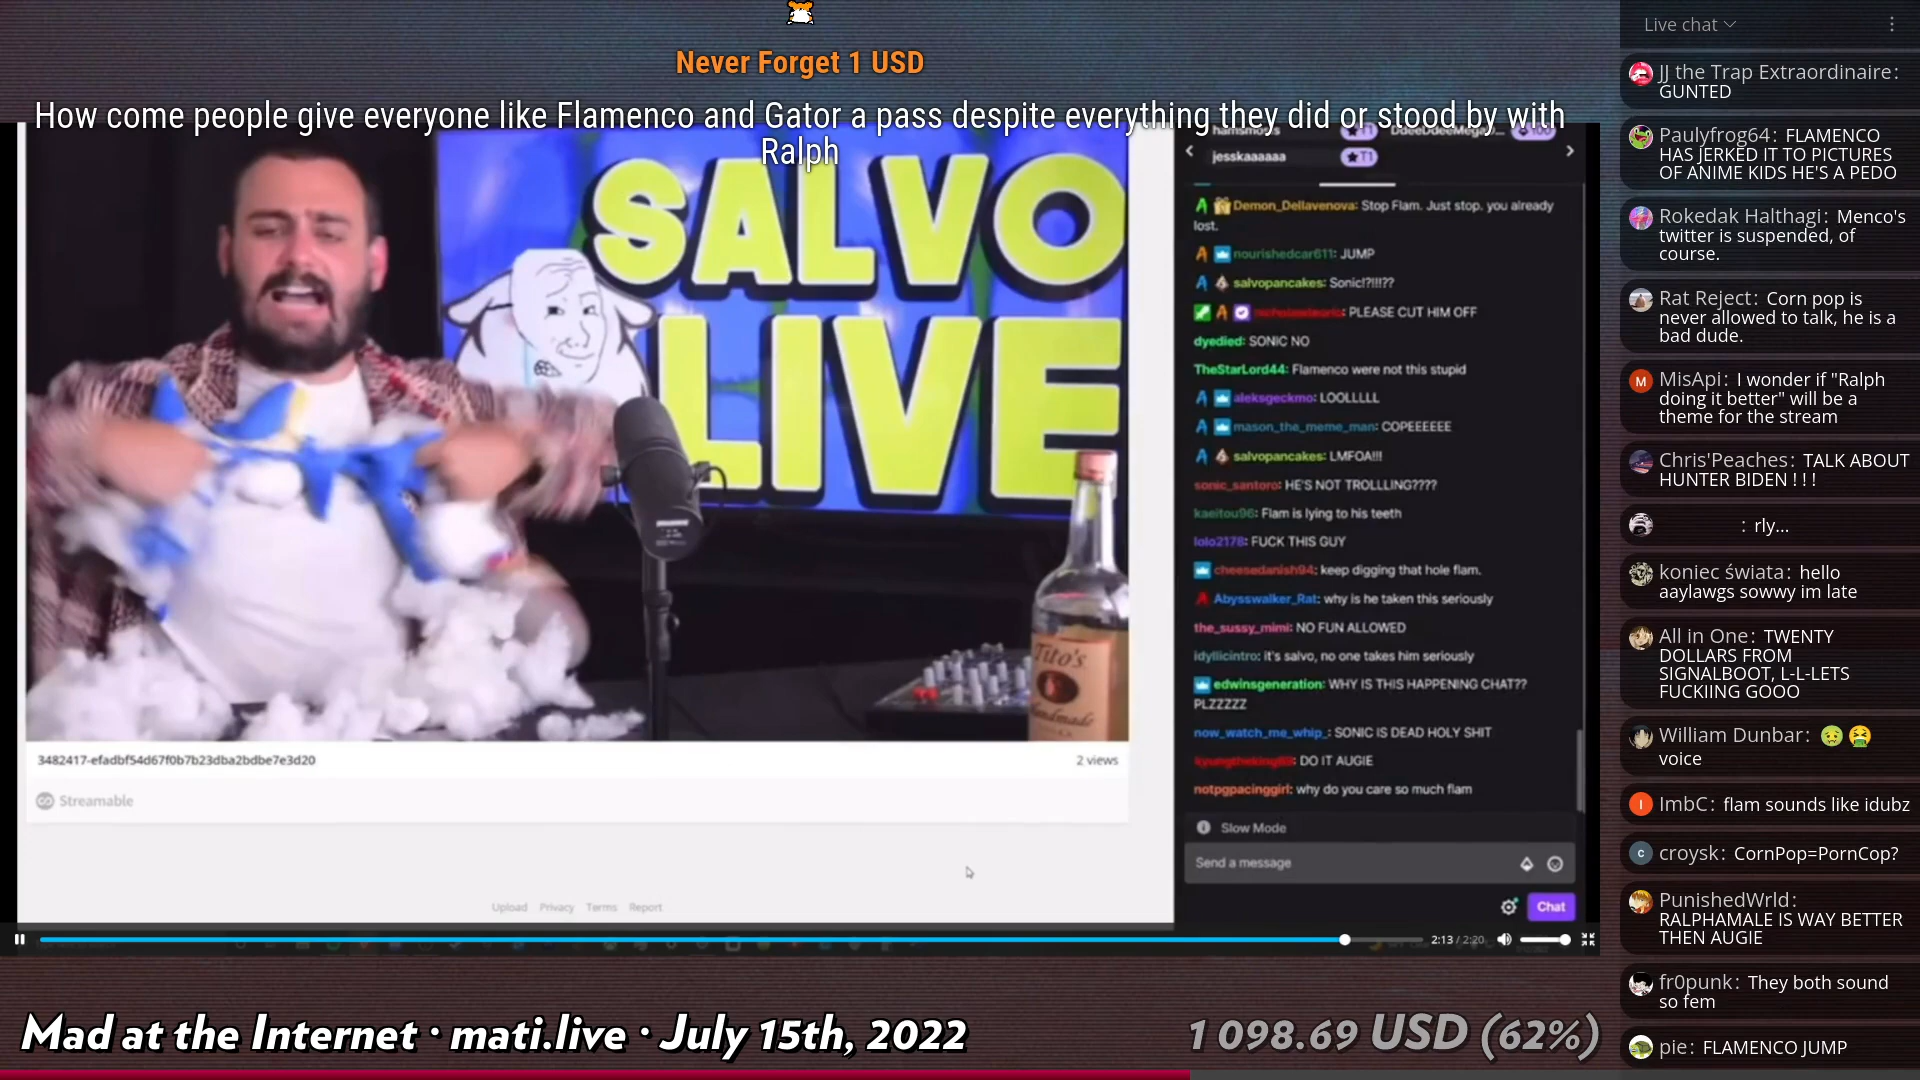 Never Forget 1 USD
How come people give everyone like Flamenco and Gator a pass despite everything they did or stood by with
Ralph
jesskaaaaaa
T1
SALVO
LIVE
Tito's
Handmade
3482417-efadbf54d67f0b7b23dba2bdbe7e3d20
2 views
Streamable
Upload Privacy Terms Report
Demon_Dellavenova: Stop Flam. Just stop. you already
lost.
nourishedcar611: JUMP
salvopancakes: Sonic!?!!!??
PLEASE CUT HIM OFF
dyedied: SONIC NO
TheStarLord44: Flamenco were not this stupid
aleksgeckmo: LOOLLLLL
mason_the_meme_man: COPEEEEEE
salvopancakes: LMFOA!!!
sonic_santoro: HE'S NOT TROLLLLING????
kaeitou96: Flam is lying to his teeth
lolo2178: FUCK THIS GUY
cheesedanish94: keep digging that hole flam.
Abysswalker_Rat: why is he taken this seriously
the_sussy_mimi: NO FUN ALLOWED
idyllicintro: it's salvo, no one takes him seriously
edwinsgeneration: WHY IS THIS HAPPENING CHAT??
PLZZZZZ
now_watch_me_whip_: SONIC IS DEAD HOLY SHIT
DO IT AUGIE
notpgpacinggirl: why do you care so much flam
Slow Mode
Send a message
Chat
2:13 / 2:20
Mad at the Internet · mati.live · July 15th, 2022
1 098.69 USD (62%)
Live chat
JJ the Trap Extraordinaire:
GUNTED
Paulyfrog64: FLAMENCO
HAS JERKED IT TO PICTURES
OF ANIME KIDS HE'S A PEDO
Rokedak Halthagi: Menco's
twitter is suspended, of
course.
Rat Reject: Corn pop is
never allowed to talk, he is a
bad dude.
M
MisApi: I wonder if "Ralph
doing it better" will be a
theme for the stream
Chris'Peaches: TALK ABOUT
HUNTER BIDEN ! ! !
: rly...
koniec świata: hello
aaylawgs sowwy im late
All in One: TWENTY
DOLLARS FROM
SIGNALBOOT, L-L-LETS
FUCKIING GOOO
William Dunbar: 🤢 🤮
voice
I
ImbC: flam sounds like idubz
c
croysk: CornPop=PornCop?
PunishedWrld:
RALPHAMALE IS WAY BETTER
THEN AUGIE
fr0punk: They both sound
so fem
pie: FLAMENCO JUMP